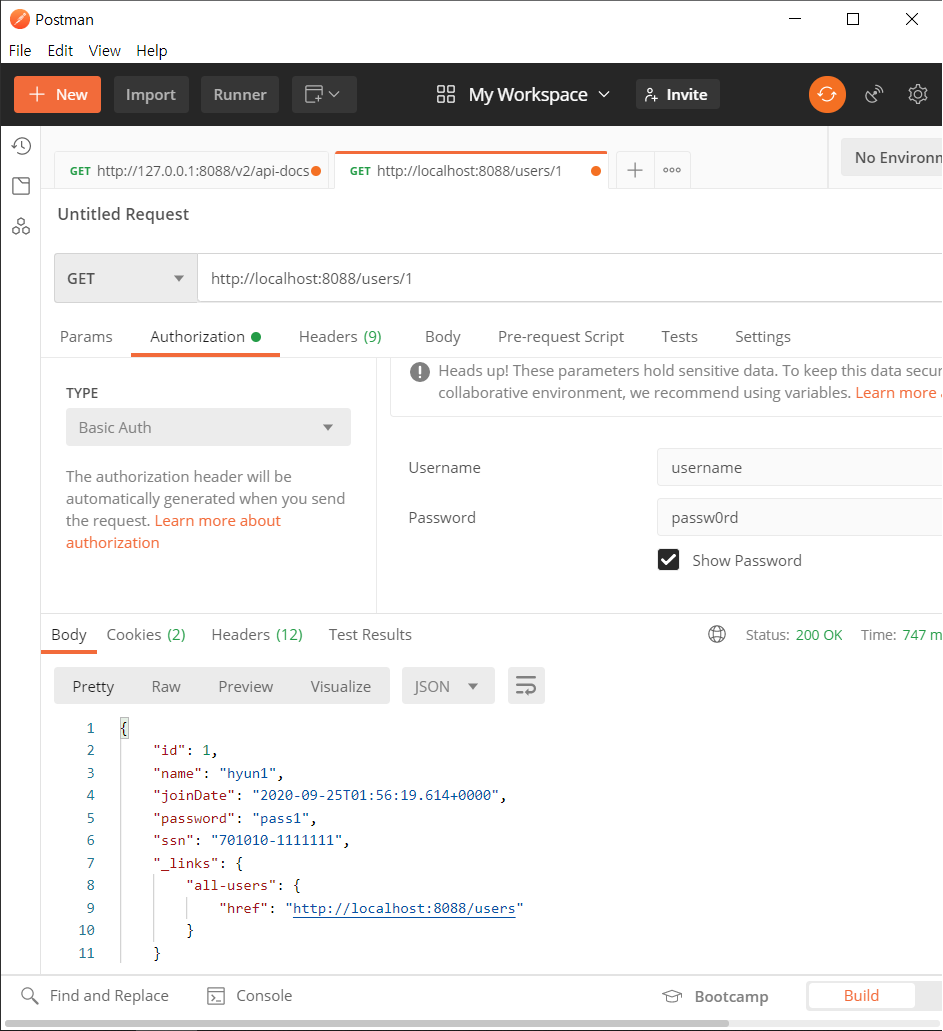 Postman
File Edit View Help
New Import Runner My Workspace Invite
GET http://127.0.0.1:8088/v2/api-docs GET http://localhost:8088/users/1 No Environm
Untitled Request
GET http://localhost:8088/users/1
Params Authorization Headers (9) Body Pre-request Script Tests Settings
Heads up! These parameters hold sensitive data. To keep this data secur
collaborative environment, we recommend using variables. Learn more a
TYPE
Basic Auth
The authorization header will be
automatically generated when you send
the request. Learn more about
authorization
Username username
Password passw0rd
Show Password
Body Cookies (2) Headers (12) Test Results Status: 200 OK Time: 747 m
Pretty Raw Preview Visualize JSON
1 {
2 "id": 1,
3 "name": "hyun1",
4 "joinDate": "2020-09-25T01:56:19.614+0000",
5 "password": "pass1",
6 "ssn": "701010-1111111",
7 "_links": {
8 "all-users": {
9 "href": "http://localhost:8088/users"
10 }
11 }
Find and Replace Console Bootcamp Build